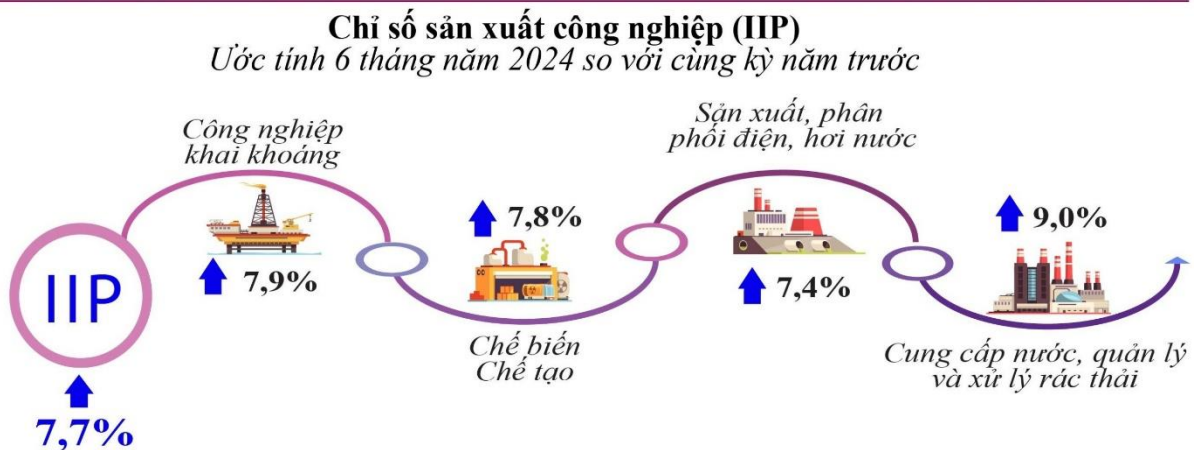 Chỉ số sản xuất công nghiệp (IIP)
Ước tính 6 tháng năm 2024 so với cùng kỳ năm trước
IIP
7,7%
Công nghiệp
khai khoáng
7,9%
7,8%
Chế biến
Chế tạo
Sản xuất, phân
phối điện, hơi nước
7,4%
9,0%
Cung cấp nước, quản lý
và xử lý rác thải